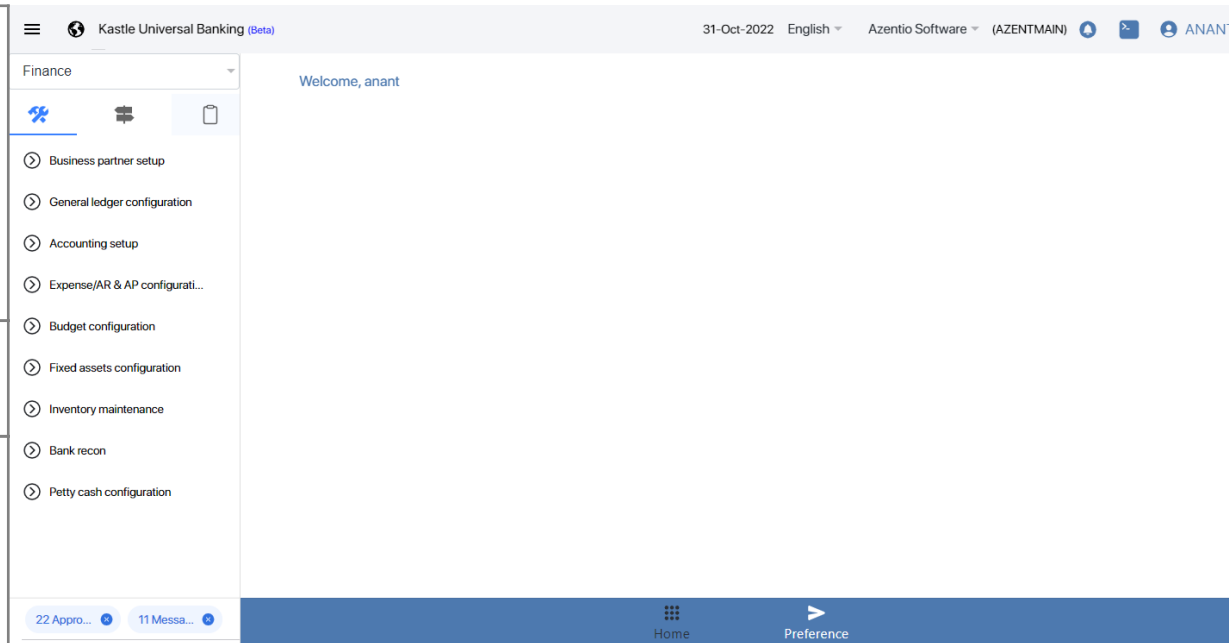 Kastle Universal Banking (Beta)
31-Oct-2022 English Azentio Software (AZENTMAIN) ANANT
Finance
Welcome, anant
Business partner setup
General ledger configuration
Accounting setup
Expense/AR & AP configurati...
Budget configuration
Fixed assets configuration
Inventory maintenance
Bank recon
Petty cash configuration
22 Appro... 11 Messa...
Home Preference